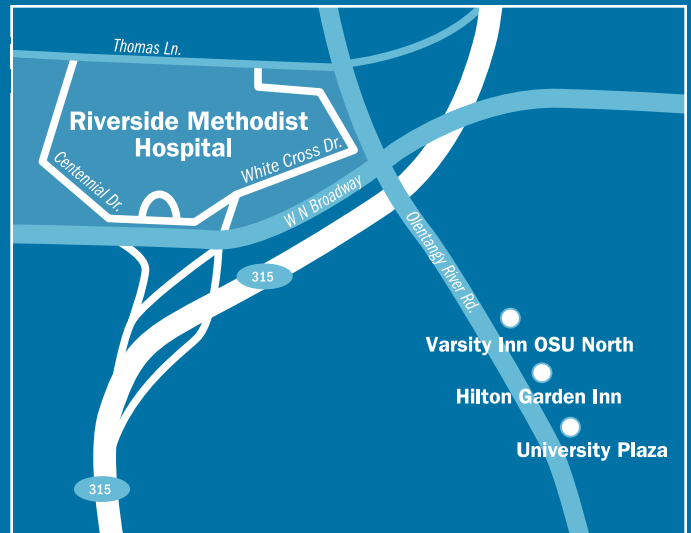 Thomas Ln.
Riverside Methodist
Hospital
White Cross Dr.
Centennial Dr.
W N Broadway
Olentangy River Rd.
315
Varsity Inn OSU North
Hilton Garden Inn
University Plaza
315